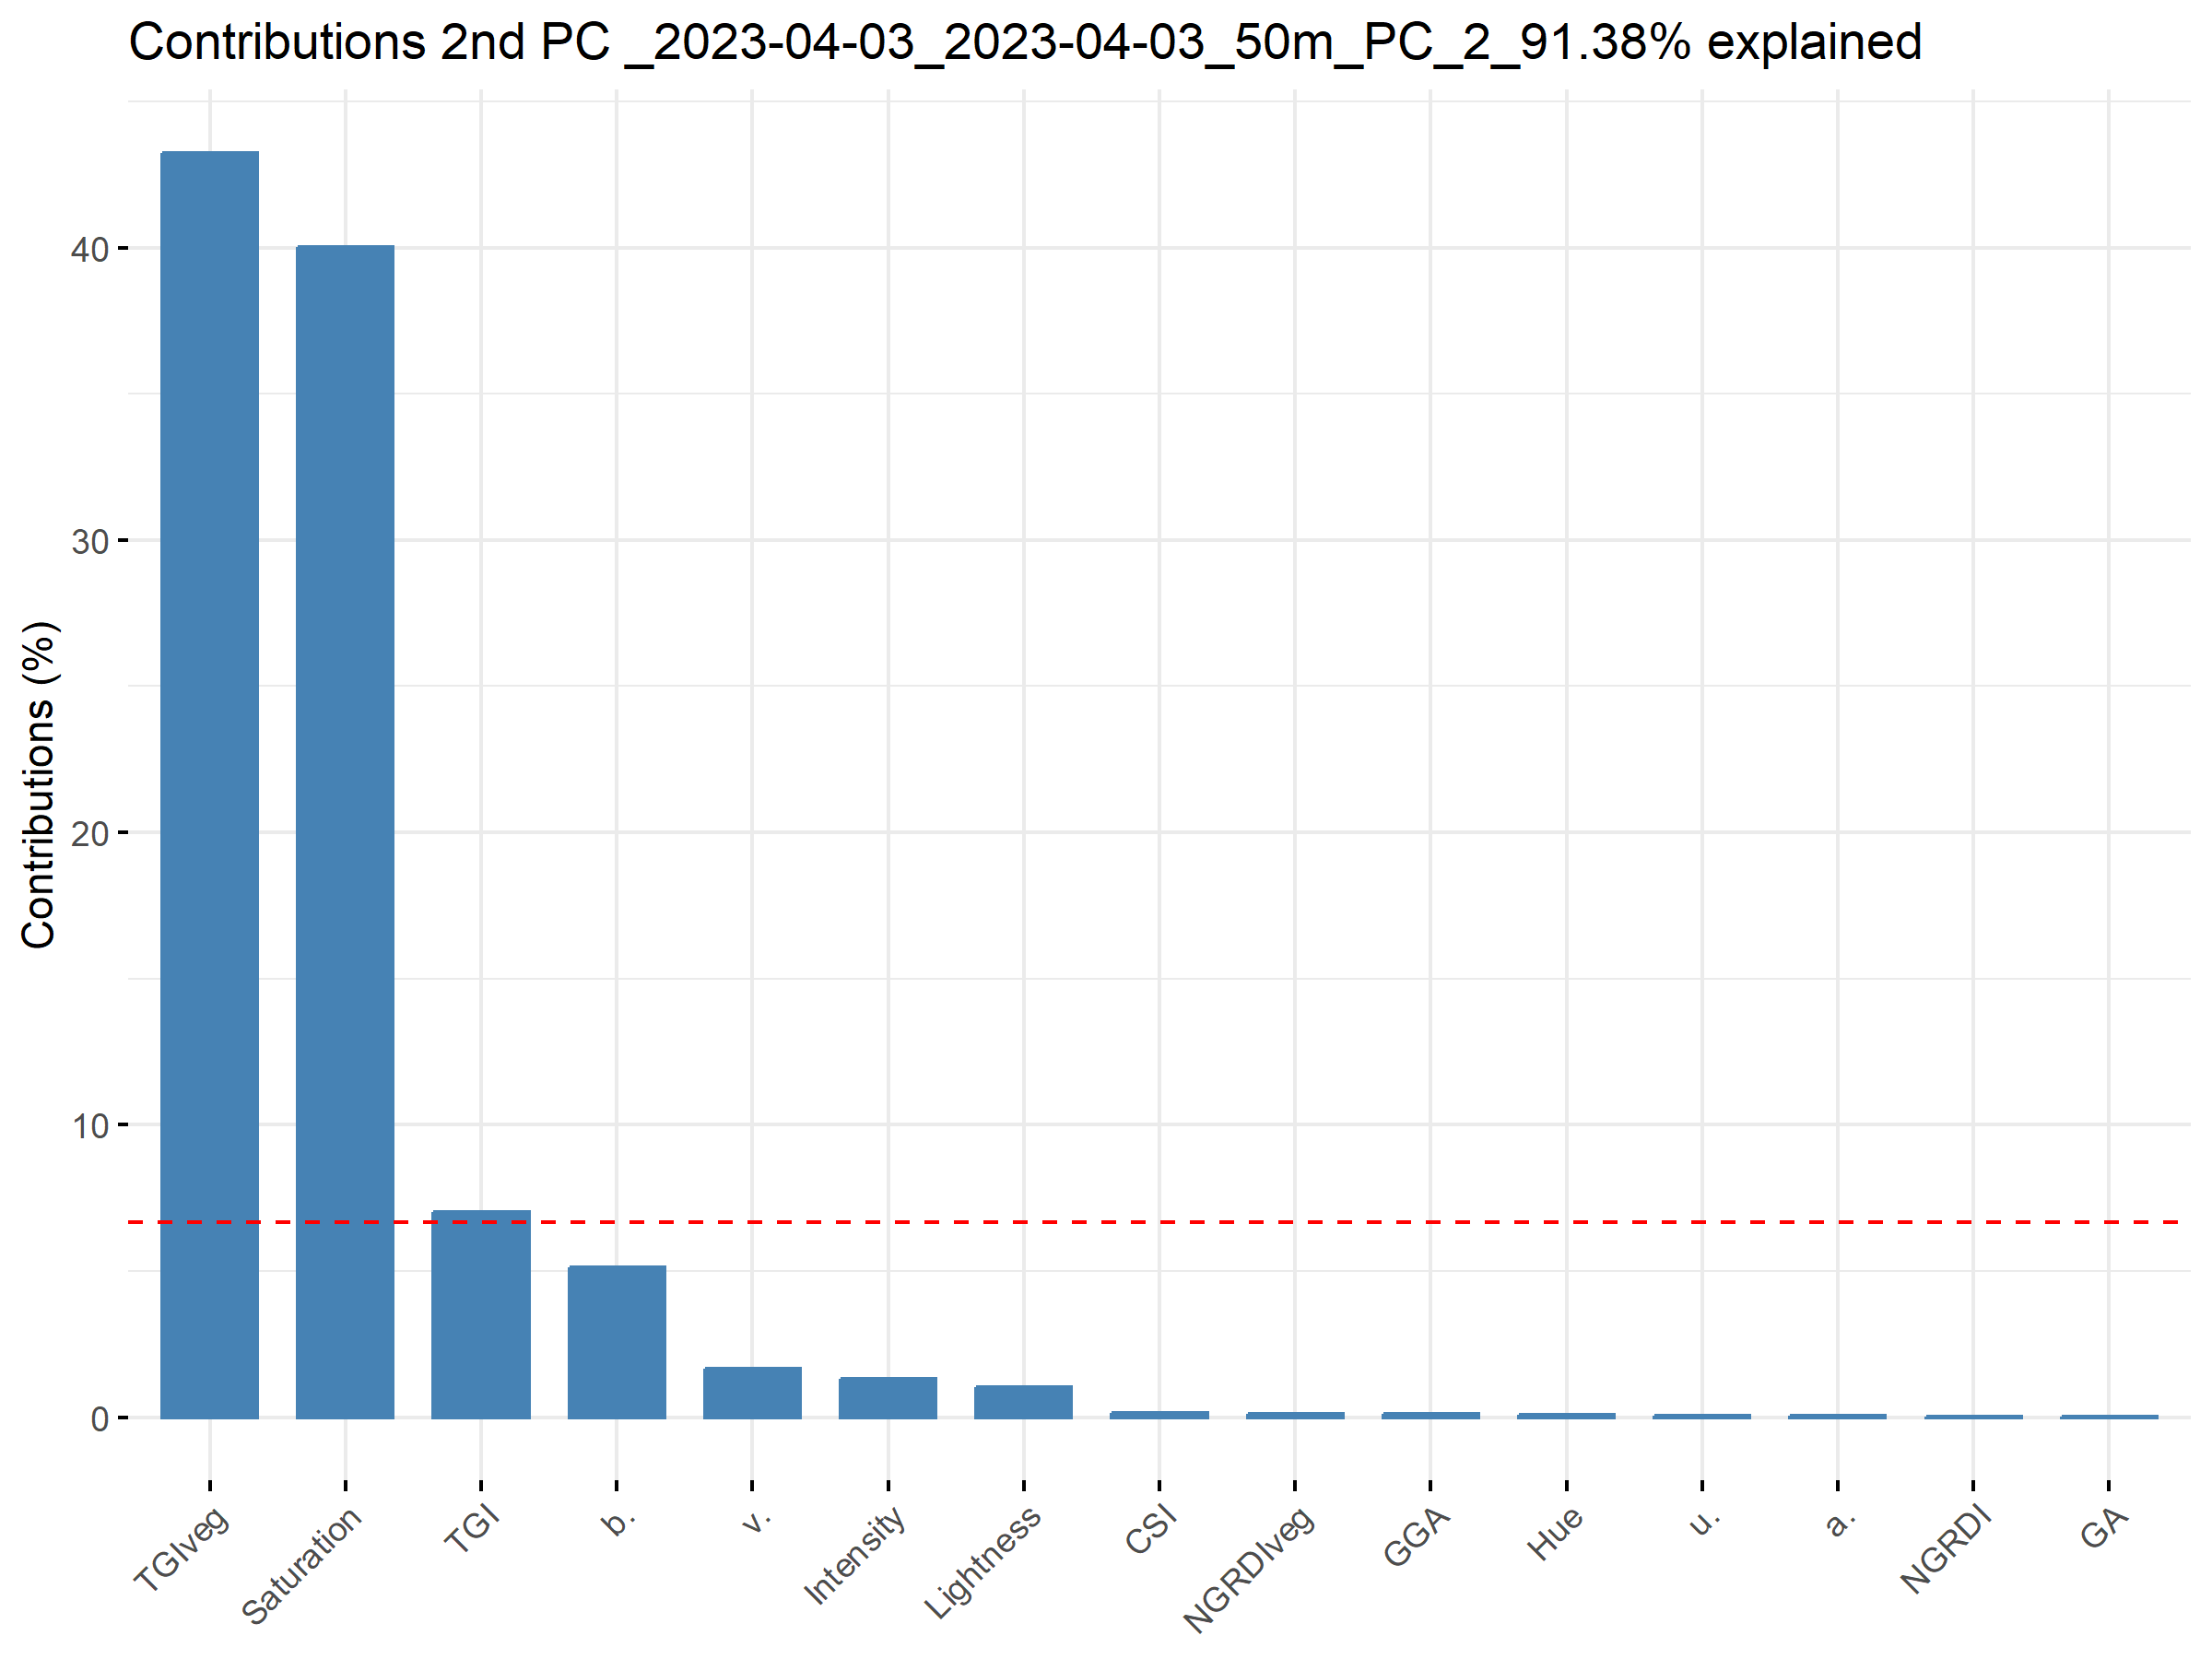 Contributions 2nd PC _2023-04-03_2023-04-03_50m_PC_2_91.38% explained
Contributions (%)
40
30
20
10
0
TGIveg
Saturation
TGI
b.
v.
Intensity
Lightness
CSI
NGRDIveg
GGA
Hue
u.
a.
NGRDI
GA